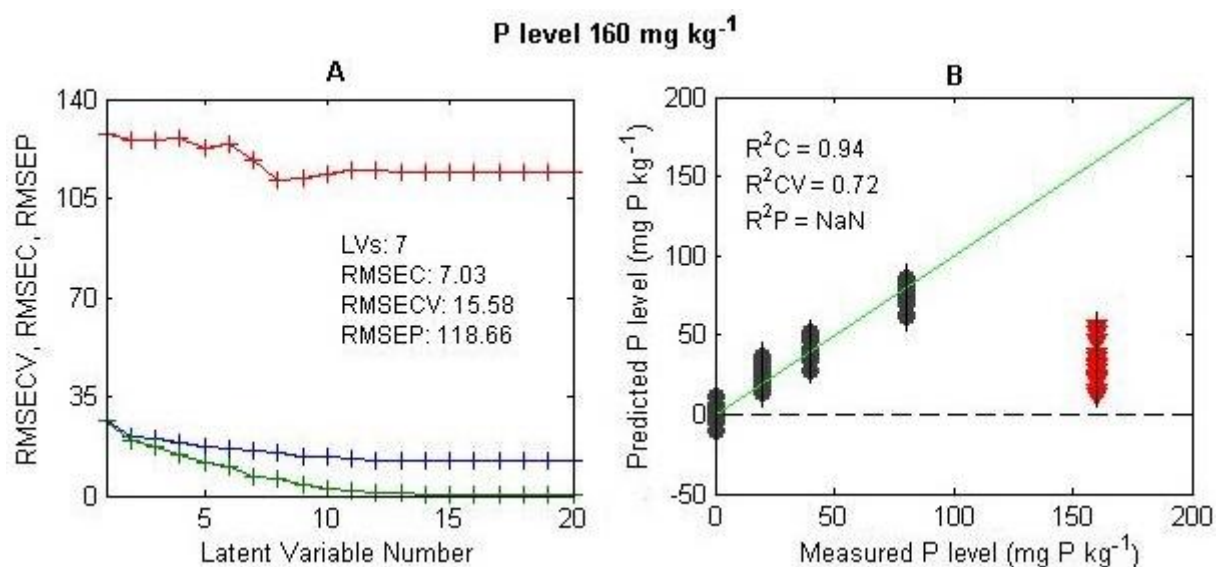 P level 160 mg kg⁻¹
A
140
105
70
35
0
RMSECV, RMSEC, RMSEP
LVs: 7
RMSEC: 7.03
RMSECV: 15.58
RMSEP: 118.66
5
10
15
20
Latent Variable Number
B
200
150
100
50
0
-50
Predicted P level (mg P kg⁻¹)
R²C = 0.94
R²CV = 0.72
R²P = NaN
0
50
100
150
200
Measured P level (mg P kg⁻¹)